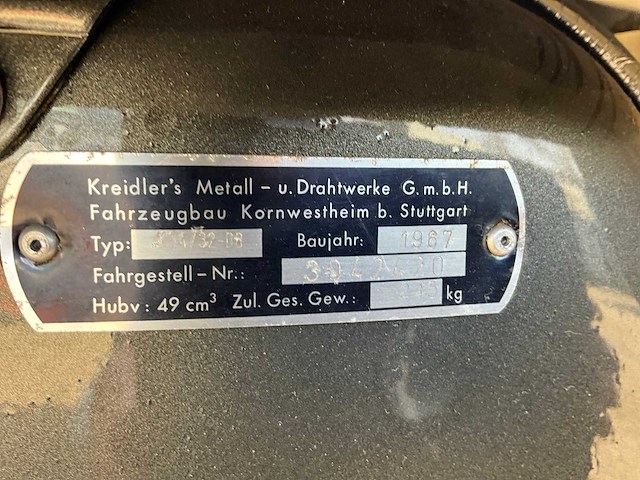 Kreidler's Metall – u. Drahtwerke G.m.b.H.
Fahrzeugbau Kornwestheim b. Stuttgart
Typ: Baujahr: 1967
Fahrgestell – Nr.:
Hubv: 49 cm³ Zul. Ges. Gew.: kg